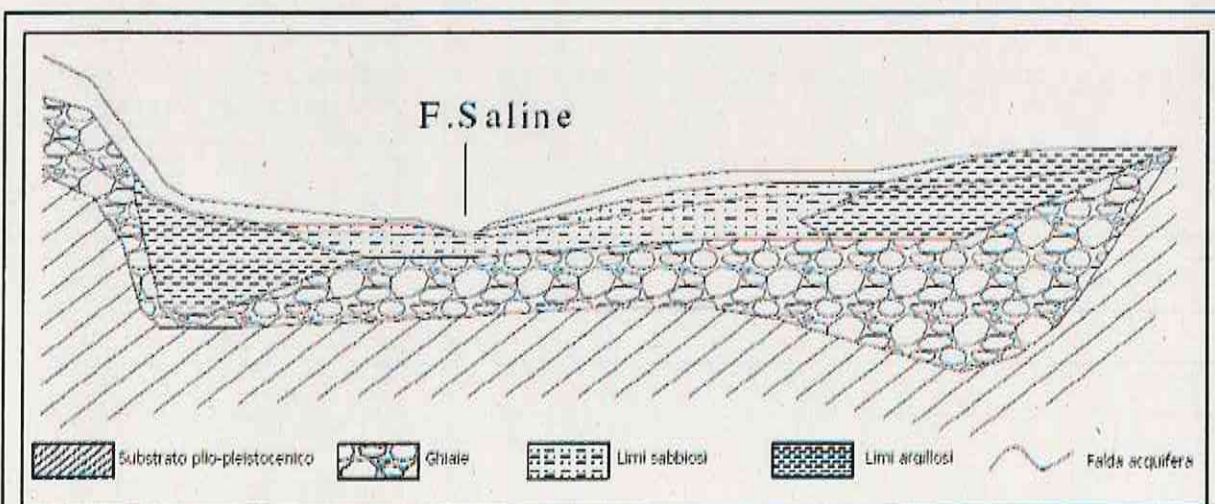 F.Saline
Substrato plio-pleistocenico
Ghiaie
Limi sabbiosi
Limi argillosi
Falda acquifera